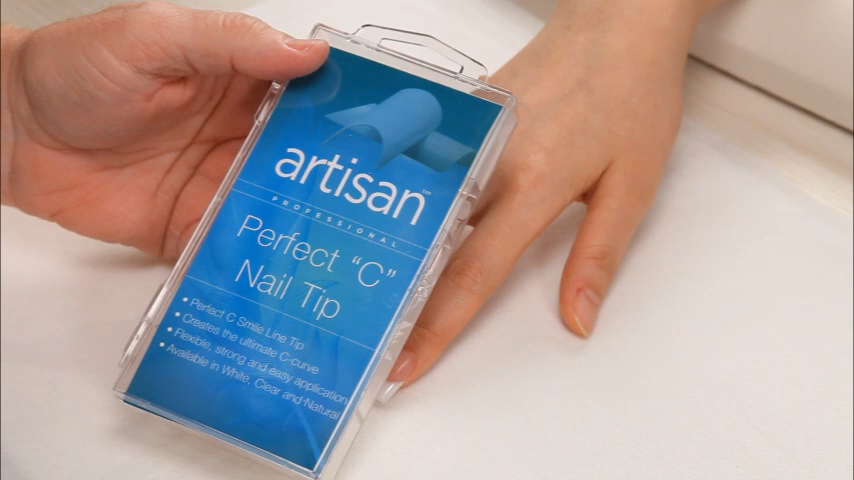 artisan™
PROFESSIONAL
Perfect “C”
Nail Tip
• Perfect C Smile Line Tip
• Creates the ultimate C-curve
• Flexible, strong and easy application
• Available in White, Clear and Natural